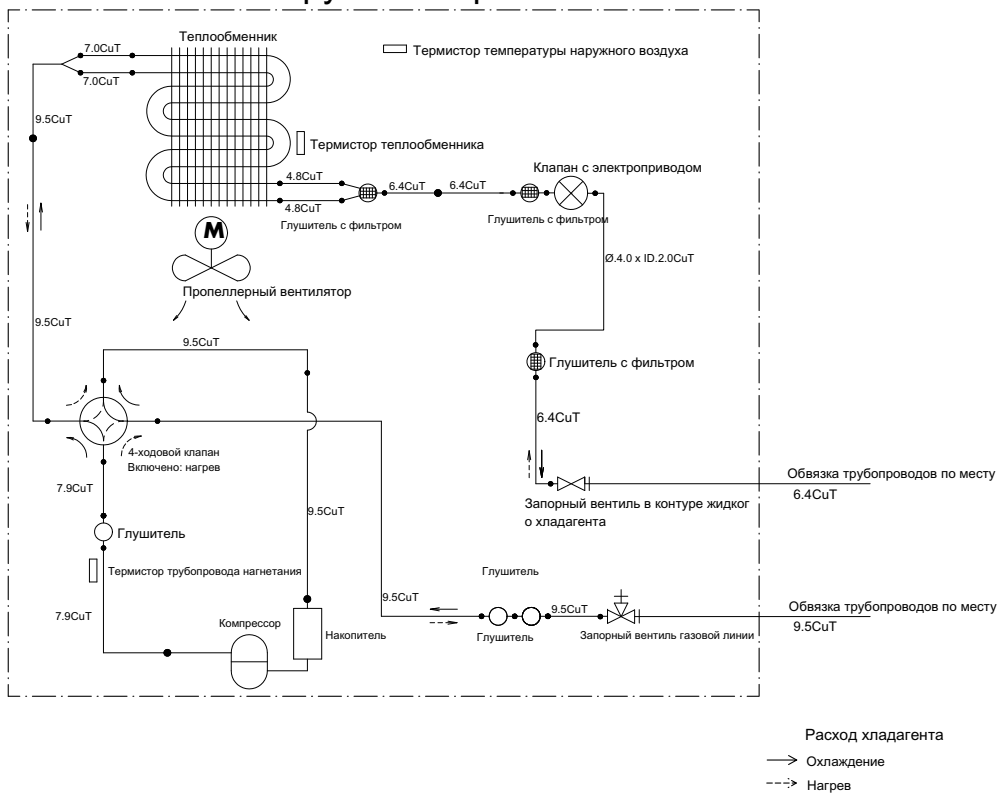 Теплообменник
Термистор температуры наружного воздуха
7.0CuT
7.0CuT
9.5CuT
Термистор теплообменника
Клапан с электроприводом
4.8CuT
6.4CuT
6.4CuT
4.8CuT
Глушитель с фильтром
Глушитель с фильтром
M
Ø.4.0 x ID.2.0CuT
Пропеллерный вентилятор
9.5CuT
9.5CuT
Глушитель с фильтром
6.4CuT
4-ходовой клапан
Включено: нагрев
Обвязка трубопроводов по месту
6.4CuT
7.9CuT
Запорный вентиль в контуре жидког
о хладагента
9.5CuT
Глушитель
Термистор трубопровода нагнетания
Глушитель
9.5CuT
9.5CuT
Обвязка трубопроводов по месту
9.5CuT
7.9CuT
Компрессор
Накопитель
Глушитель
Запорный вентиль газовой линии
Расход хладагента
Охлаждение
Нагрев